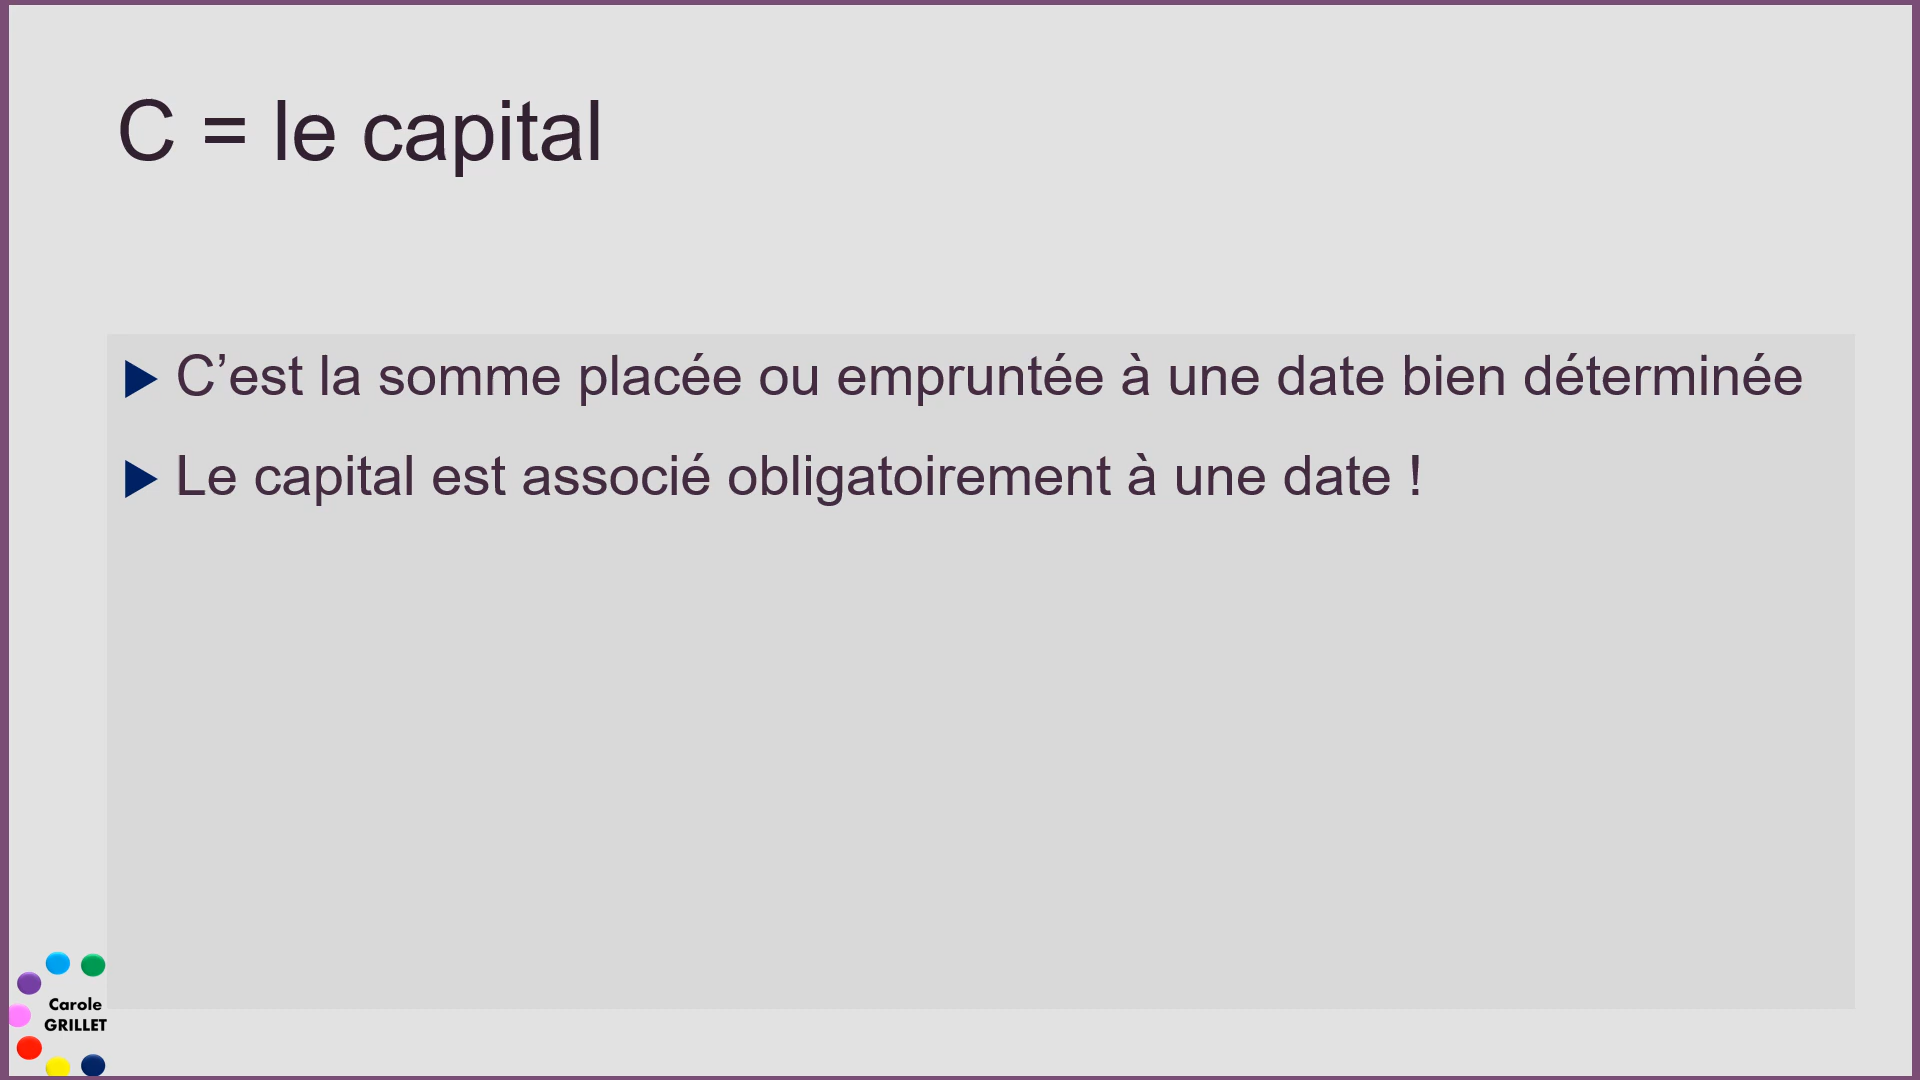 C = le capital
C’est la somme placée ou empruntée à une date bien déterminée
Le capital est associé obligatoirement à une date !
Carole
GRILLET